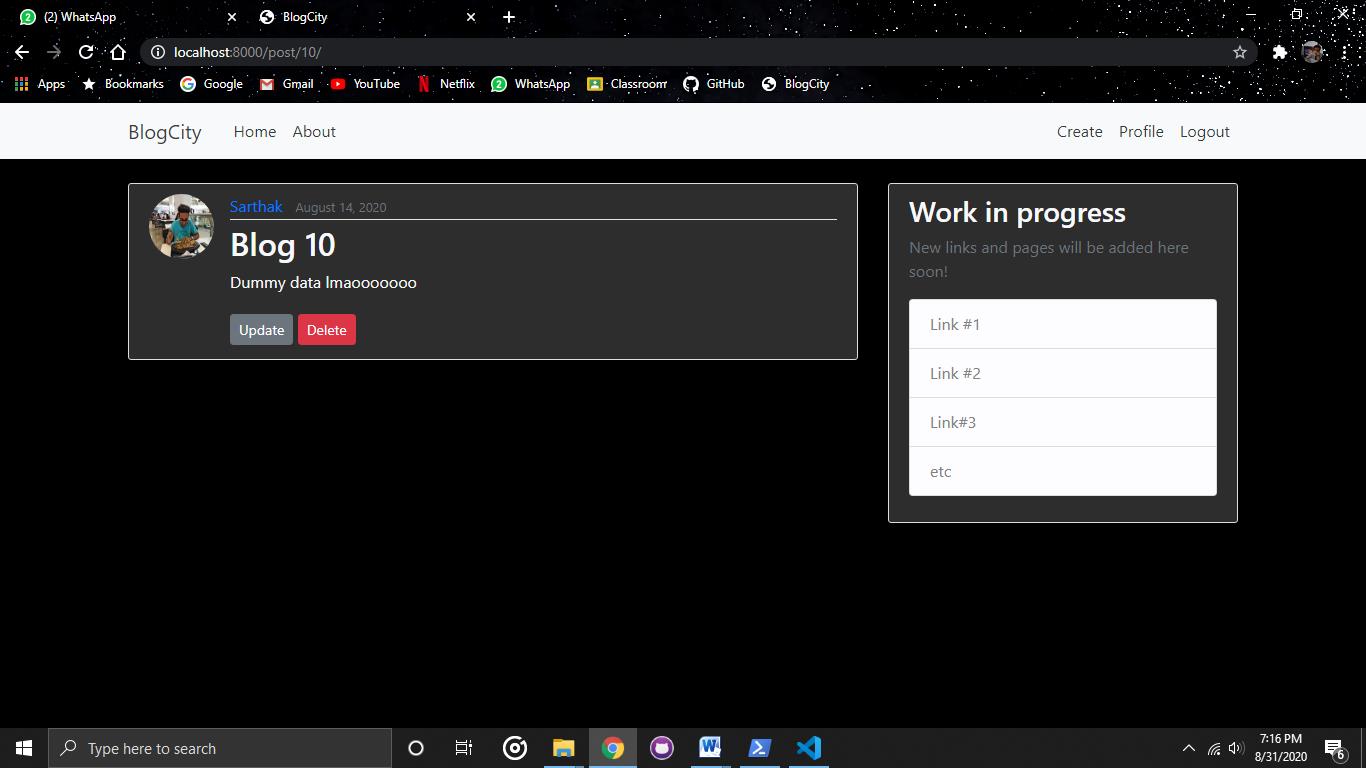 (2) WhatsApp
BlogCity
localhost:8000/post/10/
Apps Bookmarks Google Gmail YouTube Netflix 2 WhatsApp Classroom GitHub BlogCity
BlogCity Home About Create Profile Logout
Sarthak August 14, 2020
Blog 10
Dummy data lmaooooooo
Update Delete
Work in progress
New links and pages will be added here
soon!
Link #1
Link #2
Link#3
etc
Type here to search
7:16 PM
8/31/2020
6